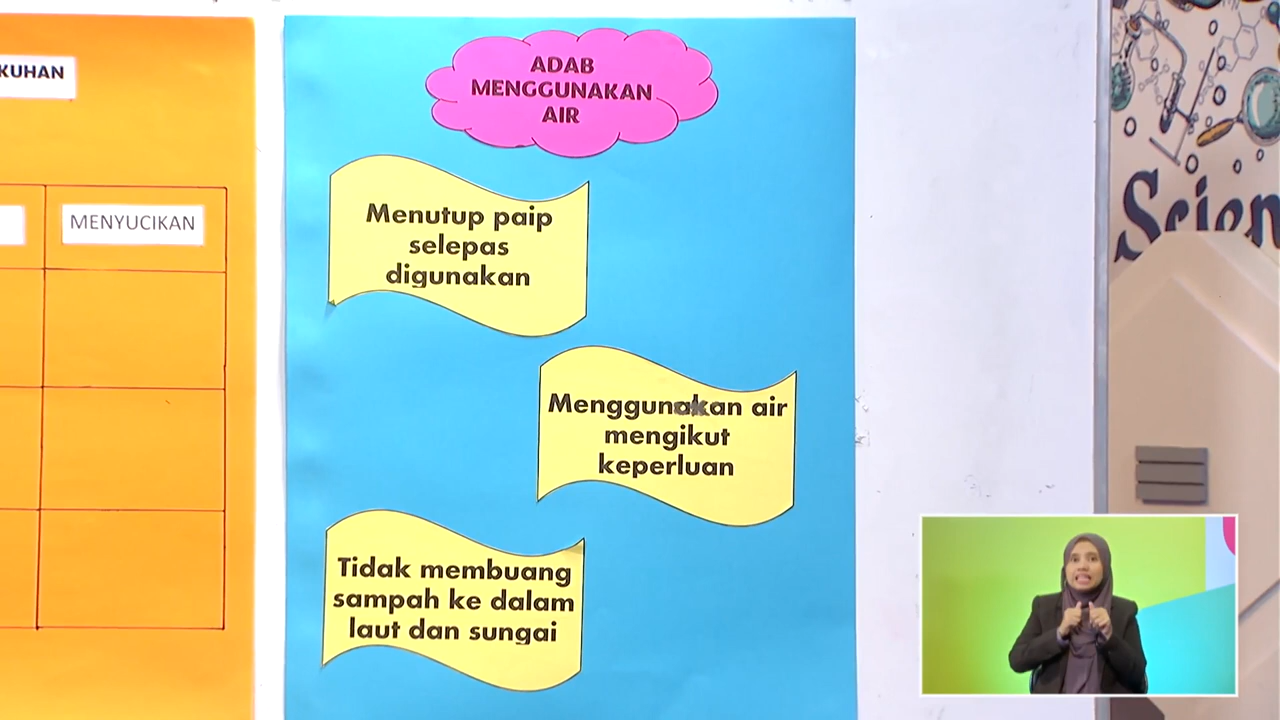 KUHAN
MENYUCIKAN
ADAB
MENGGUNAKAN
AIR
Menutup paip
selepas
digunakan
Menggunakan air
mengikut
keperluan
Tidak membuang
sampah ke dalam
laut dan sungai
Scien